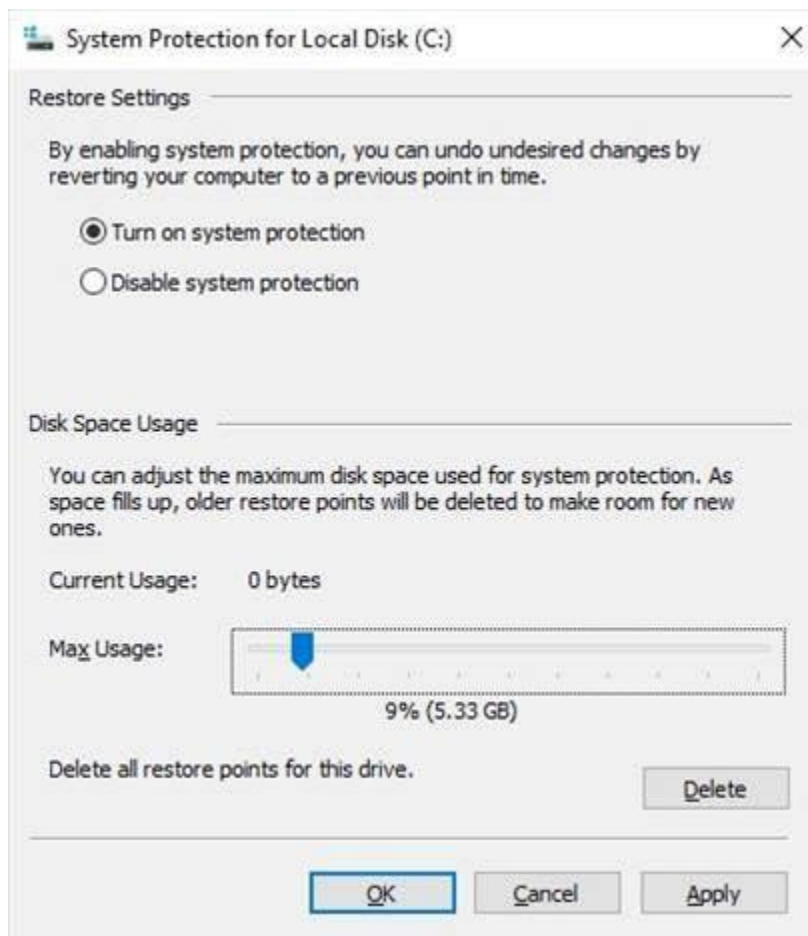 System Protection for Local Disk (C:)
Restore Settings
By enabling system protection, you can undo undesired changes by
reverting your computer to a previous point in time.
Turn on system protection
Disable system protection
Disk Space Usage
You can adjust the maximum disk space used for system protection. As
space fills up, older restore points will be deleted to make room for new
ones.
Current Usage: 0 bytes
Max Usage:
9% (5.33 GB)
Delete all restore points for this drive.
Delete
OK Cancel Apply